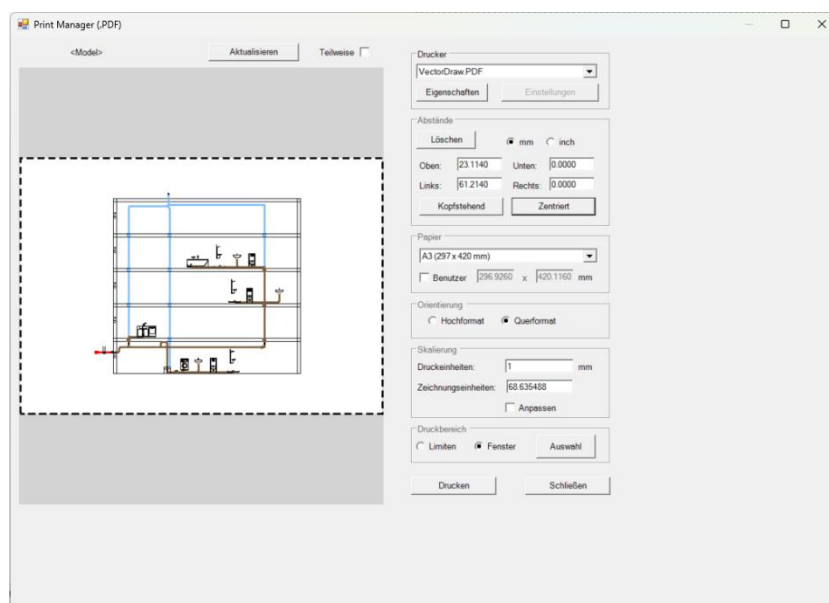 Print Manager (.PDF)
<Model> Aktualisieren Teilweise
Drucker
VectorDraw.PDF
Eigenschaften Einstellungen
Abstände
Löschen mm inch
Oben: 23.1140 Unten: 0.0000
Links: 61.2140 Rechts: 0.0000
Kopfstehend Zentriert
Papier
A3 (297 x 420 mm)
Benutzer 296.9260 x 420.1160 mm
Orientierung
Hochformat Querformat
Skalierung
Druckeinheiten: 1 mm
Zeichnungseinheiten: 68.635488
Anpassen
Druckbereich
Limiten Fenster Auswahl
Drucken Schließen